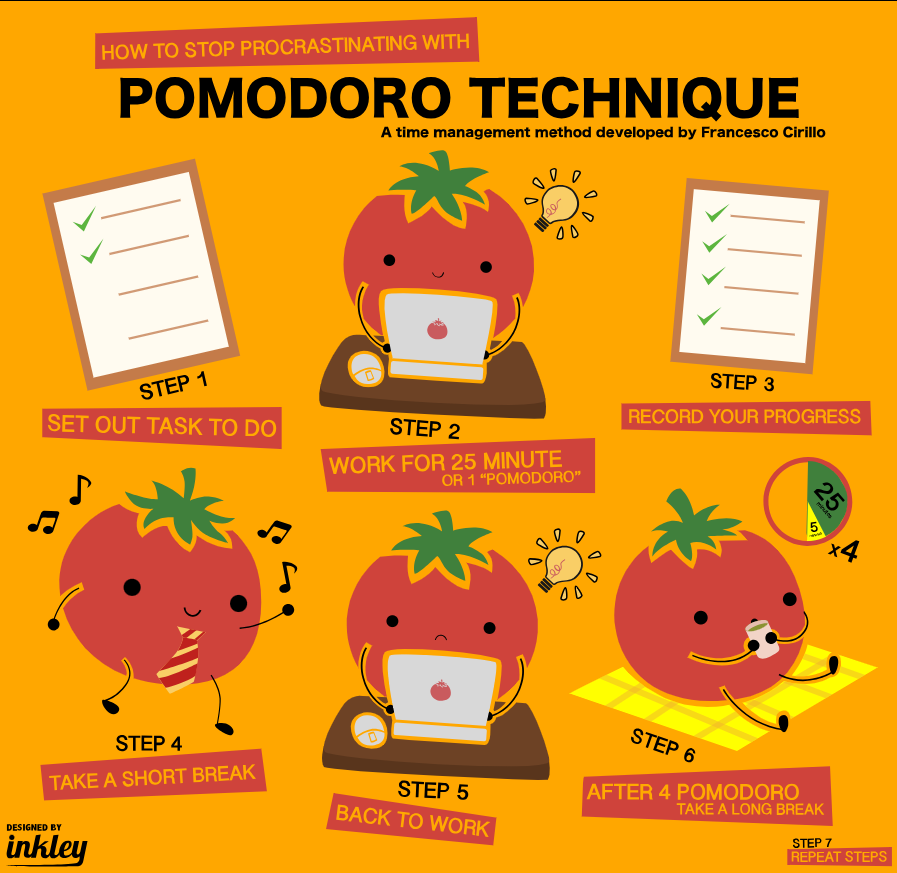 HOW TO STOP PROCRASTINATING WITH
POMODORO TECHNIQUE
A time management method developed by Francesco Cirillo
STEP 1
SET OUT TASK TO DO
STEP 2
WORK FOR 25 MINUTE
OR 1 “POMODORO”
STEP 3
RECORD YOUR PROGRESS
STEP 4
TAKE A SHORT BREAK
STEP 5
BACK TO WORK
25
minutes
5
x4
STEP 6
AFTER 4 POMODORO
TAKE A LONG BREAK
STEP 7
REPEAT STEPS
DESIGNED BY
inkley